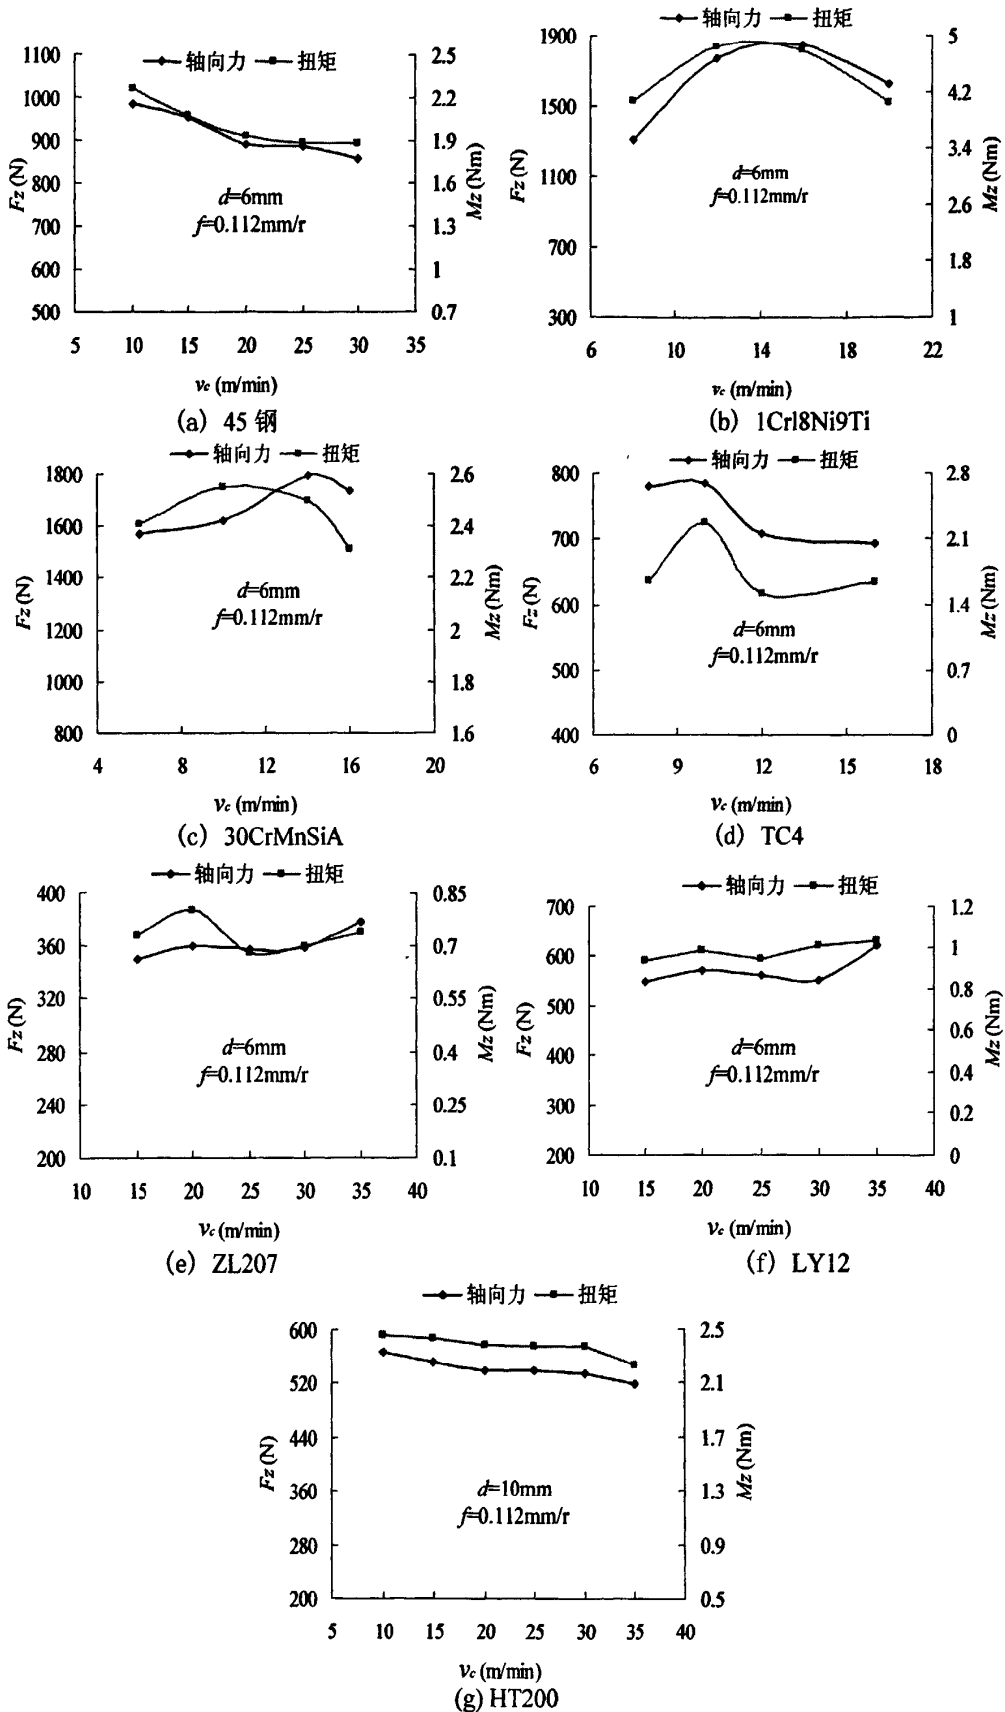 轴向力 扭矩
1100 1000 900 800 700 600 500
Fz (N)
2.5 2.2 1.9 1.6 1.3 1 0.7
Mz (Nm)
d=6mm
f=0.112mm/r
5 10 15 20 25 30 35
vc (m/min)
(a) 45 钢
轴向力 扭矩
1900 1500 1100 700 300
Fz (N)
5 4.2 3.4 2.6 1.8 1
Mz (Nm)
d=6mm
f=0.112mm/r
6 10 14 18 22
vc (m/min)
(b) 1Cr18Ni9Ti
轴向力 扭矩
1800 1600 1400 1200 1000 800
Fz (N)
2.6 2.4 2.2 2 1.8 1.6
Mz (Nm)
d=6mm
f=0.112mm/r
4 8 12 16 20
vc (m/min)
(c) 30CrMnSiA
轴向力 扭矩
800 700 600 500 400
Fz (N)
2.8 2.1 1.4 0.7 0
Mz (Nm)
d=6mm
f=0.112mm/r
6 9 12 15 18
vc (m/min)
(d) TC4
轴向力 扭矩
400 360 320 280 240 200
Fz (N)
0.85 0.7 0.55 0.4 0.25 0.1
Mz (Nm)
d=6mm
f=0.112mm/r
10 15 20 25 30 35 40
vc (m/min)
(e) ZL207
轴向力 扭矩
700 600 500 400 300 200
Fz (N)
1.2 1 0.8 0.6 0.4 0.2 0
Mz (Nm)
d=6mm
f=0.112mm/r
10 15 20 25 30 35 40
vc (m/min)
(f) LY12
轴向力 扭矩
600 520 440 360 280 200
Fz (N)
2.5 2.1 1.7 1.3 0.9 0.5
Mz (Nm)
d=10mm
f=0.112mm/r
5 10 15 20 25 30 35 40
vc (m/min)
(g) HT200